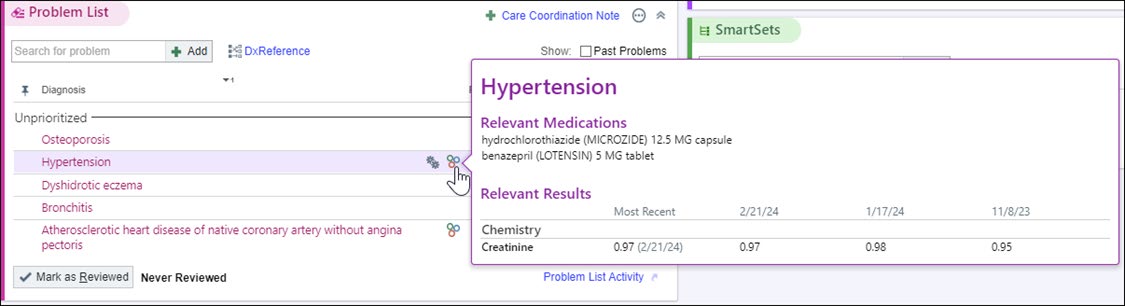 Problem List
Care Coordination Note
Search for problem Add DxReference Show: Past Problems
1
Diagnosis
Unprioritized
Osteoporosis
Hypertension
Dyshidrotic eczema
Bronchitis
Atherosclerotic heart disease of native coronary artery without angina
pectoris
Mark as Reviewed Never Reviewed Problem List Activity
SmartSets
Hypertension
Relevant Medications
hydrochlorothiazide (MICROZIDE) 12.5 MG capsule
benazepril (LOTENSIN) 5 MG tablet
Relevant Results
Most Recent 2/21/24 1/17/24 11/8/23
Chemistry
Creatinine 0.97 (2/21/24) 0.97 0.98 0.95